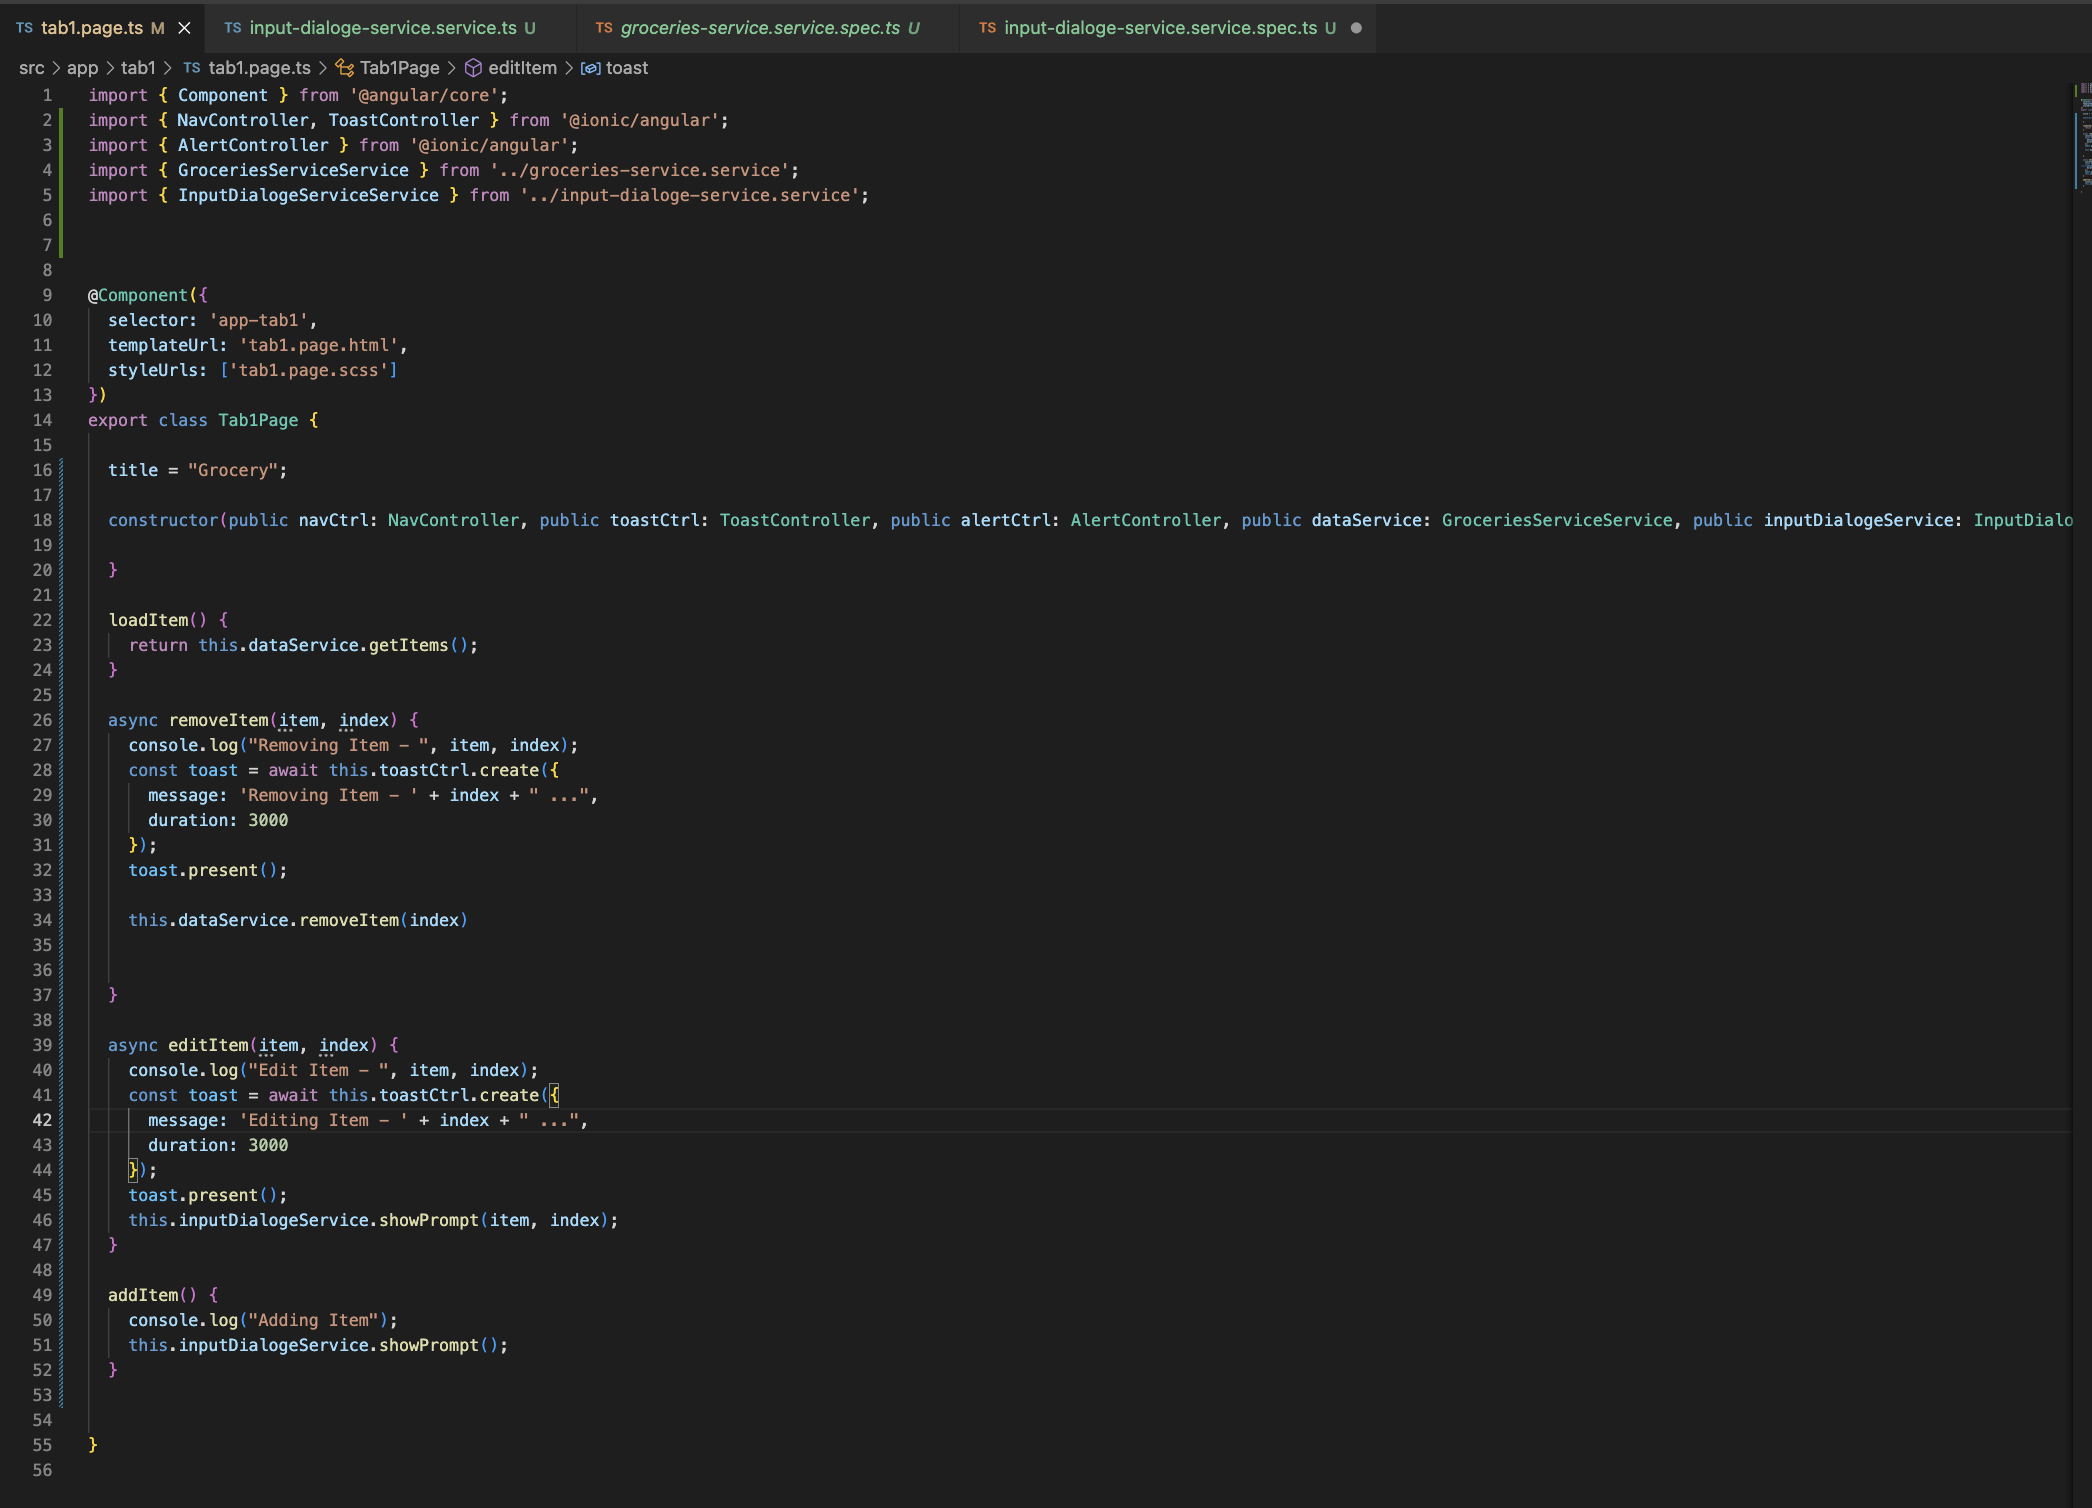 TS tab1.page.ts M × TS input-dialoge-service.service.ts U TS groceries-service.service.spec.ts U TS input-dialoge-service.service.spec.ts U ●
src > app > tab1 > TS tab1.page.ts > Tab1Page > editItem > toast
1 import { Component } from '@angular/core';
2 import { NavController, ToastController } from '@ionic/angular';
3 import { AlertController } from '@ionic/angular';
4 import { GroceriesServiceService } from '../groceries-service.service';
5 import { InputDialogeServiceService } from '../input-dialoge-service.service';
6
7
8
9 @Component({
10 selector: 'app-tab1',
11 templateUrl: 'tab1.page.html',
12 styleUrls: ['tab1.page.scss']
13 })
14 export class Tab1Page {
15
16 title = "Grocery";
17
18 constructor(public navCtrl: NavController, public toastCtrl: ToastController, public alertCtrl: AlertController, public dataService: GroceriesServiceService, public inputDialogeService: InputDialo
19
20 }
21
22 loadItem() {
23 return this.dataService.getItems();
24 }
25
26 async removeItem(item, index) {
27 console.log("Removing Item - ", item, index);
28 const toast = await this.toastCtrl.create({
29 message: 'Removing Item - ' + index + " ...",
30 duration: 3000
31 });
32 toast.present();
33
34 this.dataService.removeItem(index)
35
36
37 }
38
39 async editItem(item, index) {
40 console.log("Edit Item - ", item, index);
41 const toast = await this.toastCtrl.create({
42 message: 'Editing Item - ' + index + " ...",
43 duration: 3000
44 });
45 toast.present();
46 this.inputDialogeService.showPrompt(item, index);
47 }
48
49 addItem() {
50 console.log("Adding Item");
51 this.inputDialogeService.showPrompt();
52 }
53
54
55 }
56